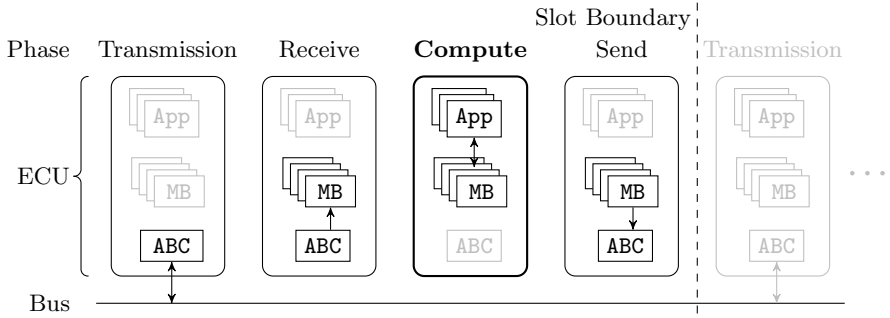 Slot Boundary
Phase Transmission Receive Compute Send Transmission
App App App App App
ECU
MB MB MB MB MB
ABC ABC ABC ABC ABC
Bus